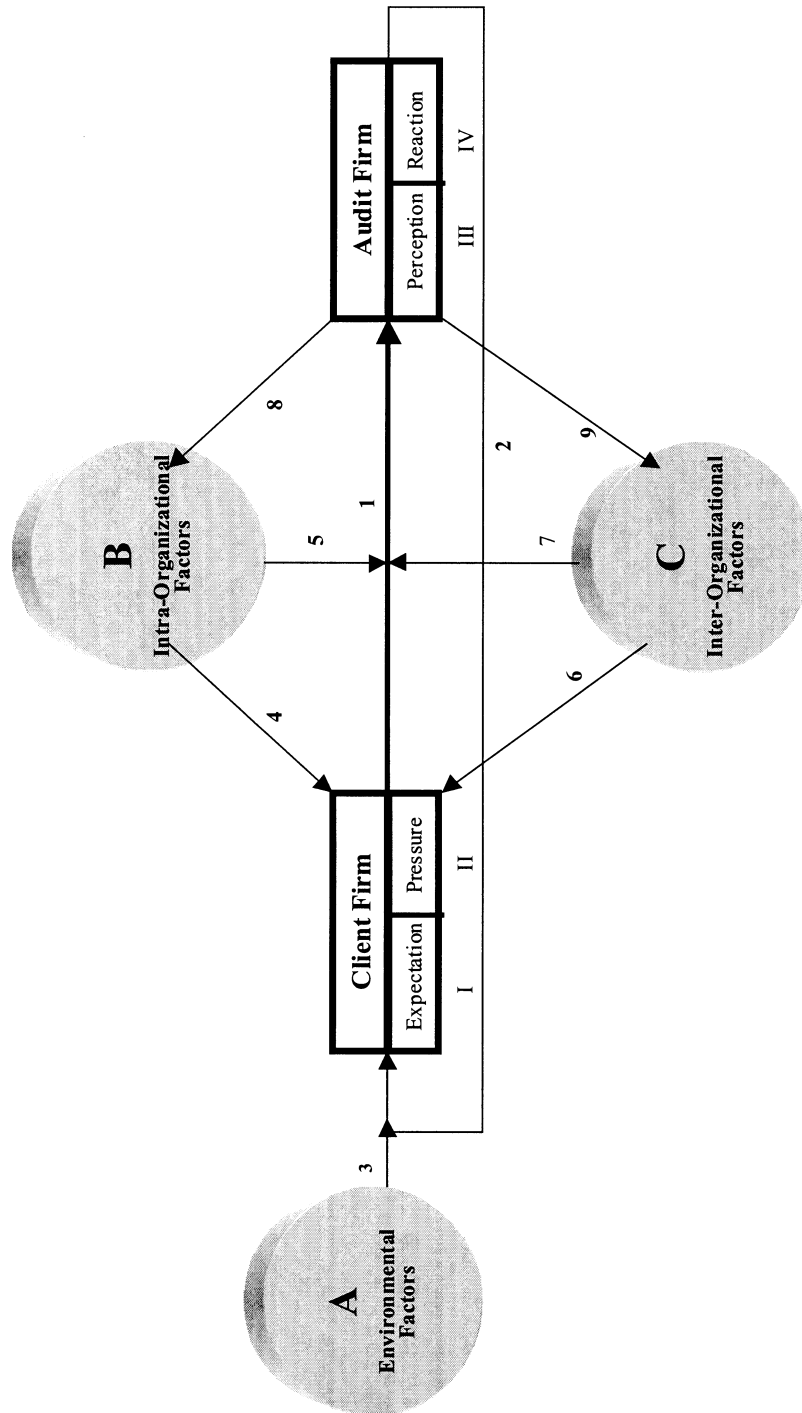 A
Environmental
Factors
3
Client Firm
Expectation
Pressure
I
II
B
Intra-Organizational
Factors
4
5
8
1
2
6
7
9
C
Inter-Organizational
Factors
Audit Firm
Perception
Reaction
III
IV